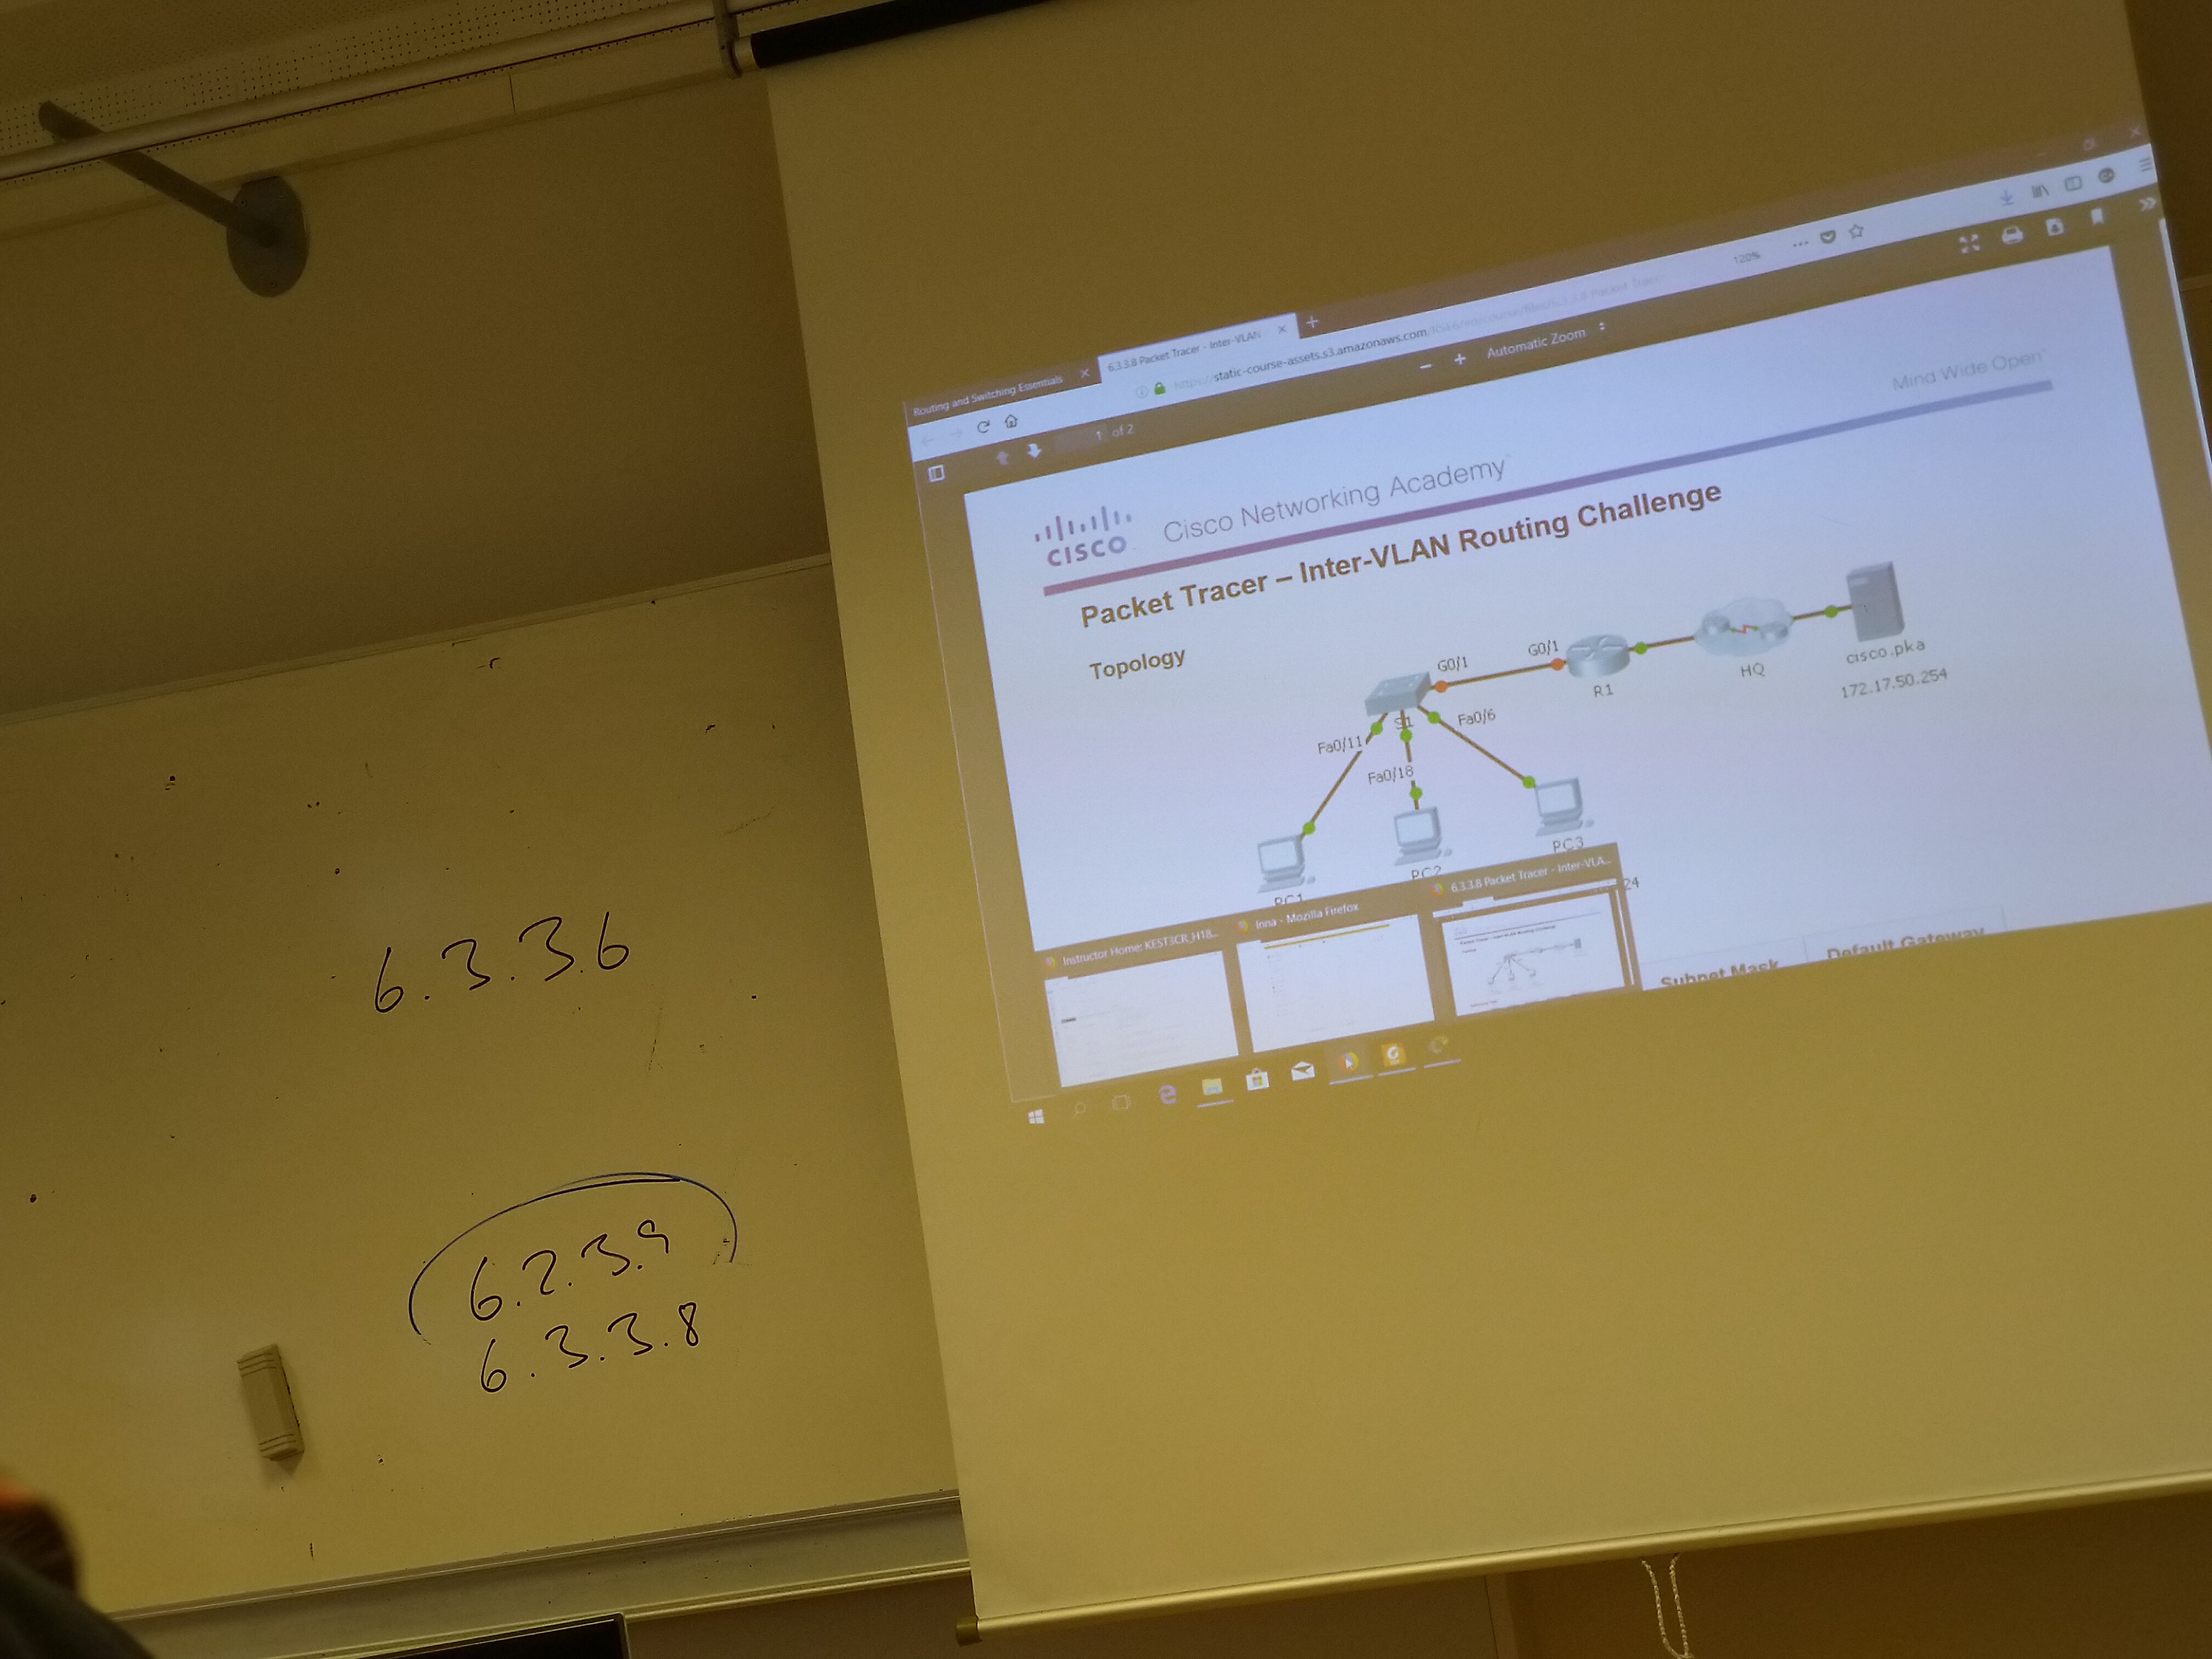 6.3.3.6
6.2.3.9
6.3.3.8
Routing and Switching Essentials
6.3.3.8 Packet Tracer - Inter-VLAN
https://static-course-assets.s3.amazonaws.com
120%
1 of 2
Automatic Zoom
CISCO
Cisco Networking Academy
Mind Wide Open
Packet Tracer – Inter-VLAN Routing Challenge
Topology
G0/1
G0/1
R1
HQ
cisco.pka
172.17.50.254
S1
Fa0/11
Fa0/18
Fa0/6
PC1
PC2
PC3
24
Instructor Home: KEST3CR_H18...
Inna - Mozilla Firefox
6.3.3.8 Packet Tracer - Inter-VLA...
Subnet Mask
Default Gateway